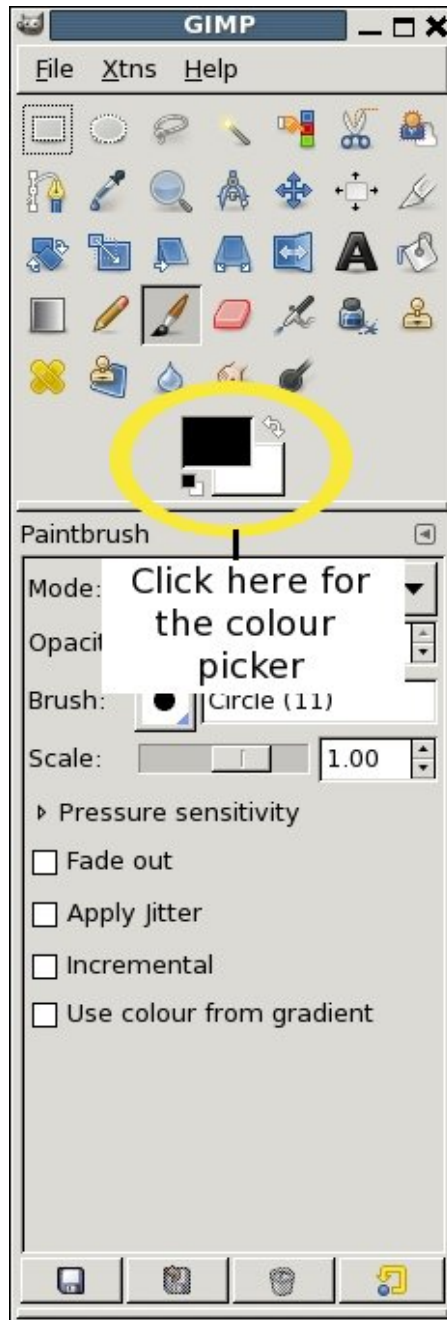 GIMP
File Xtns Help
Paintbrush
Click here for
the colour
picker
Mode:
Opacit
Brush: Circle (11)
Scale: 1.00
Pressure sensitivity
Fade out
Apply Jitter
Incremental
Use colour from gradient